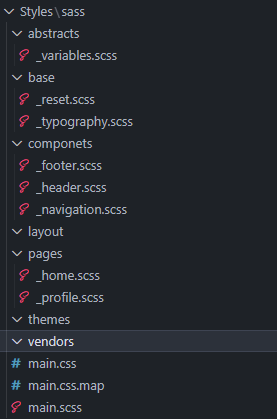 Styles\sass
abstracts
_variables.scss
base
_reset.scss
_typography.scss
componets
_footer.scss
_header.scss
_navigation.scss
layout
pages
_home.scss
_profile.scss
themes
vendors
# main.css
# main.css.map
main.scss